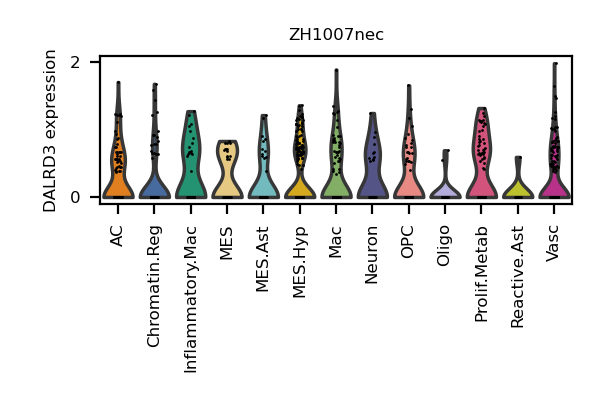 ZH1007nec
DALRD3 expression
2
0
AC
Chromatin.Reg
Inflammatory.Mac
MES
MES.Ast
MES.Hyp
Mac
Neuron
OPC
Oligo
Prolif.Metab
Reactive.Ast
Vasc